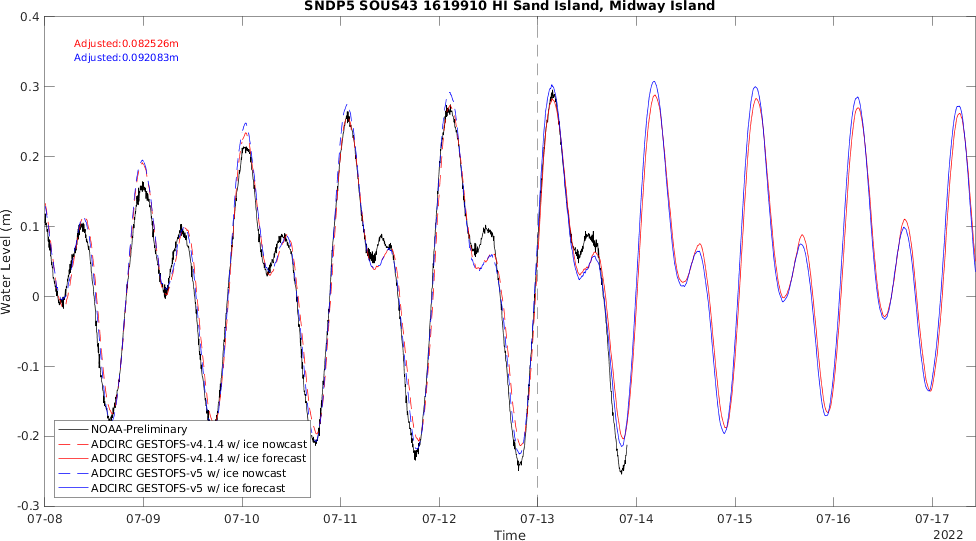 SNDP5 SOUS43 1619910 HI Sand Island, Midway Island
0.4
Adjusted:0.082526m
Adjusted:0.092083m
0.3
0.2
0.1
0
-0.1
-0.2
-0.3
Water Level (m)
NOAA-Preliminary
ADCIRC GESTOFS-v4.1.4 w/ ice nowcast
ADCIRC GESTOFS-v4.1.4 w/ ice forecast
ADCIRC GESTOFS-v5 w/ ice nowcast
ADCIRC GESTOFS-v5 w/ ice forecast
07-08 07-09 07-10 07-11 07-12 07-13 07-14 07-15 07-16 07-17
Time
2022